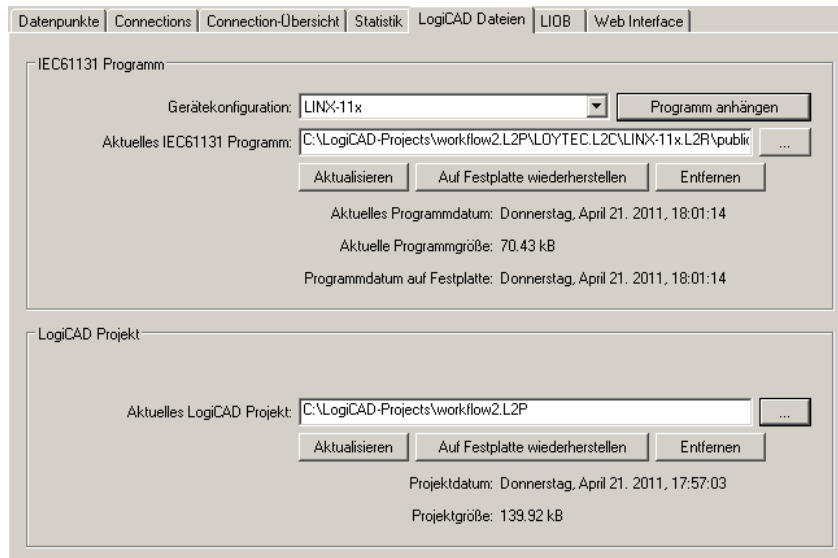 Datenpunkte Connections Connection-Übersicht Statistik LogiCAD Dateien LIOB Web Interface
IEC61131 Programm
Gerätekonfiguration: LINX-11x Programm anhängen
Aktuelles IEC61131 Programm: C:\LogiCAD-Projects\workflow2.L2P\LOYTEC.L2C\LINX-11x.L2R\public ...
Aktualisieren Auf Festplatte wiederherstellen Entfernen
Aktuelles Programmdatum: Donnerstag, April 21. 2011, 18:01:14
Aktuelle Programmgröße: 70.43 kB
Programmdatum auf Festplatte: Donnerstag, April 21. 2011, 18:01:14
LogiCAD Projekt
Aktuelles LogiCAD Projekt: C:\LogiCAD-Projects\workflow2.L2P ...
Aktualisieren Auf Festplatte wiederherstellen Entfernen
Projektdatum: Donnerstag, April 21. 2011, 17:57:03
Projektgröße: 139.92 kB